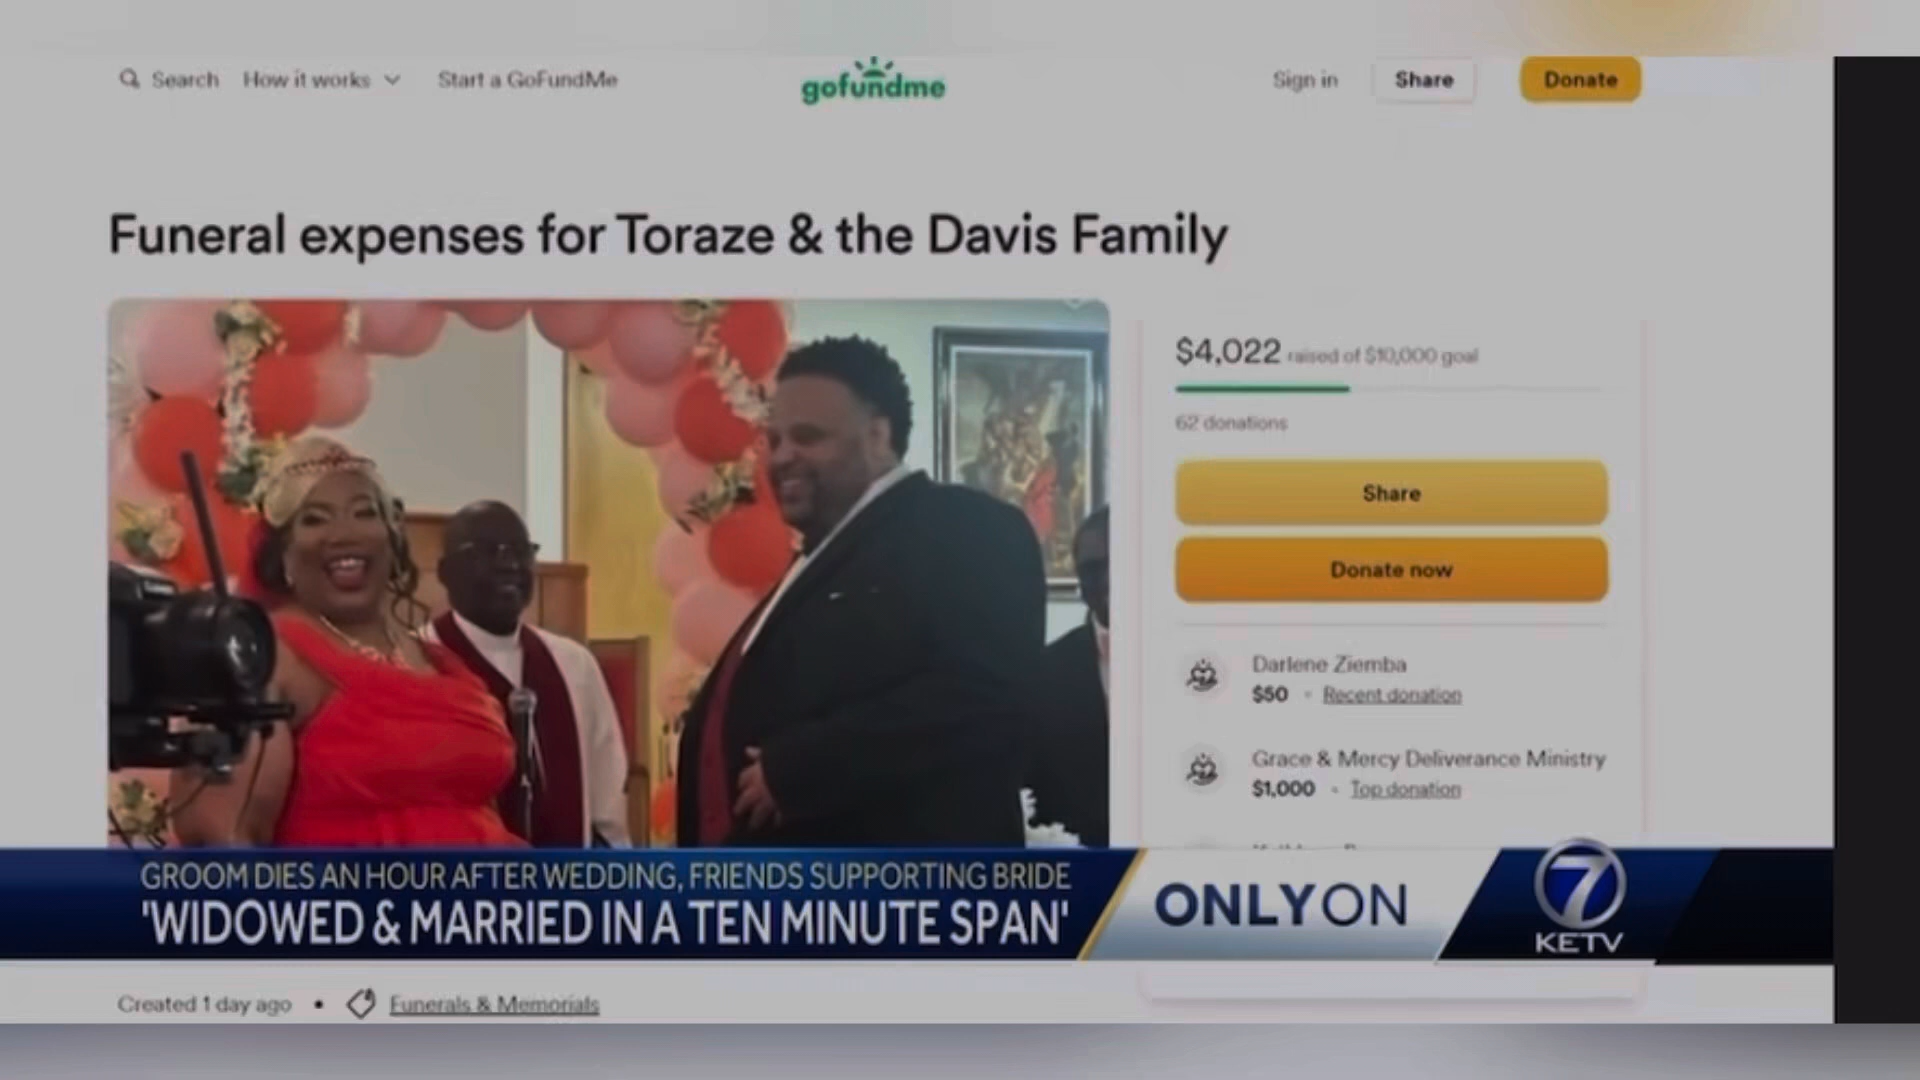 Search How it works Start a GoFundMe gofundme Sign in Share Donate
Funeral expenses for Toraze & the Davis Family
$4,022 raised of $10,000 goal
62 donations
Share
Donate now
Darlene Ziemba
$50 • Recent donation
Grace & Mercy Deliverance Ministry
$1,000 • Top donation
GROOM DIES AN HOUR AFTER WEDDING, FRIENDS SUPPORTING BRIDE
'WIDOWED & MARRIED IN A TEN MINUTE SPAN'
ONLY ON
7
KETV
Created 1 day ago • Funerals & Memorials